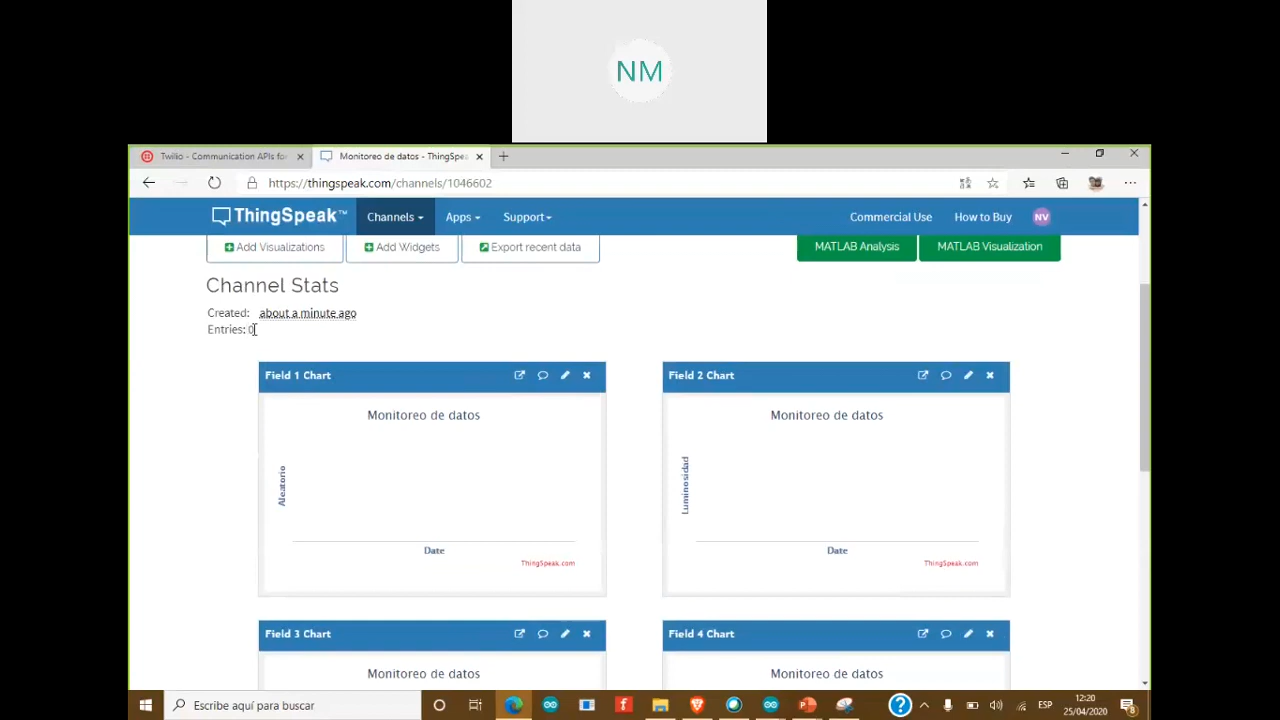 NM
Twilio - Communication APIs for
Monitoreo de datos - ThingSpea
https://thingspeak.com/channels/1046602
ThingSpeak™
Channels
Apps
Support
Commercial Use
How to Buy
NV
Add Visualizations
Add Widgets
Export recent data
MATLAB Analysis
MATLAB Visualization
Channel Stats
Created: about a minute ago
Entries: 0
Field 1 Chart
Monitoreo de datos
Aleatorio
Date
ThingSpeak.com
Field 2 Chart
Monitoreo de datos
Luminosidad
Date
ThingSpeak.com
Field 3 Chart
Monitoreo de datos
Field 4 Chart
Monitoreo de datos
Escribe aquí para buscar
ESP
12:20
25/04/2020
8